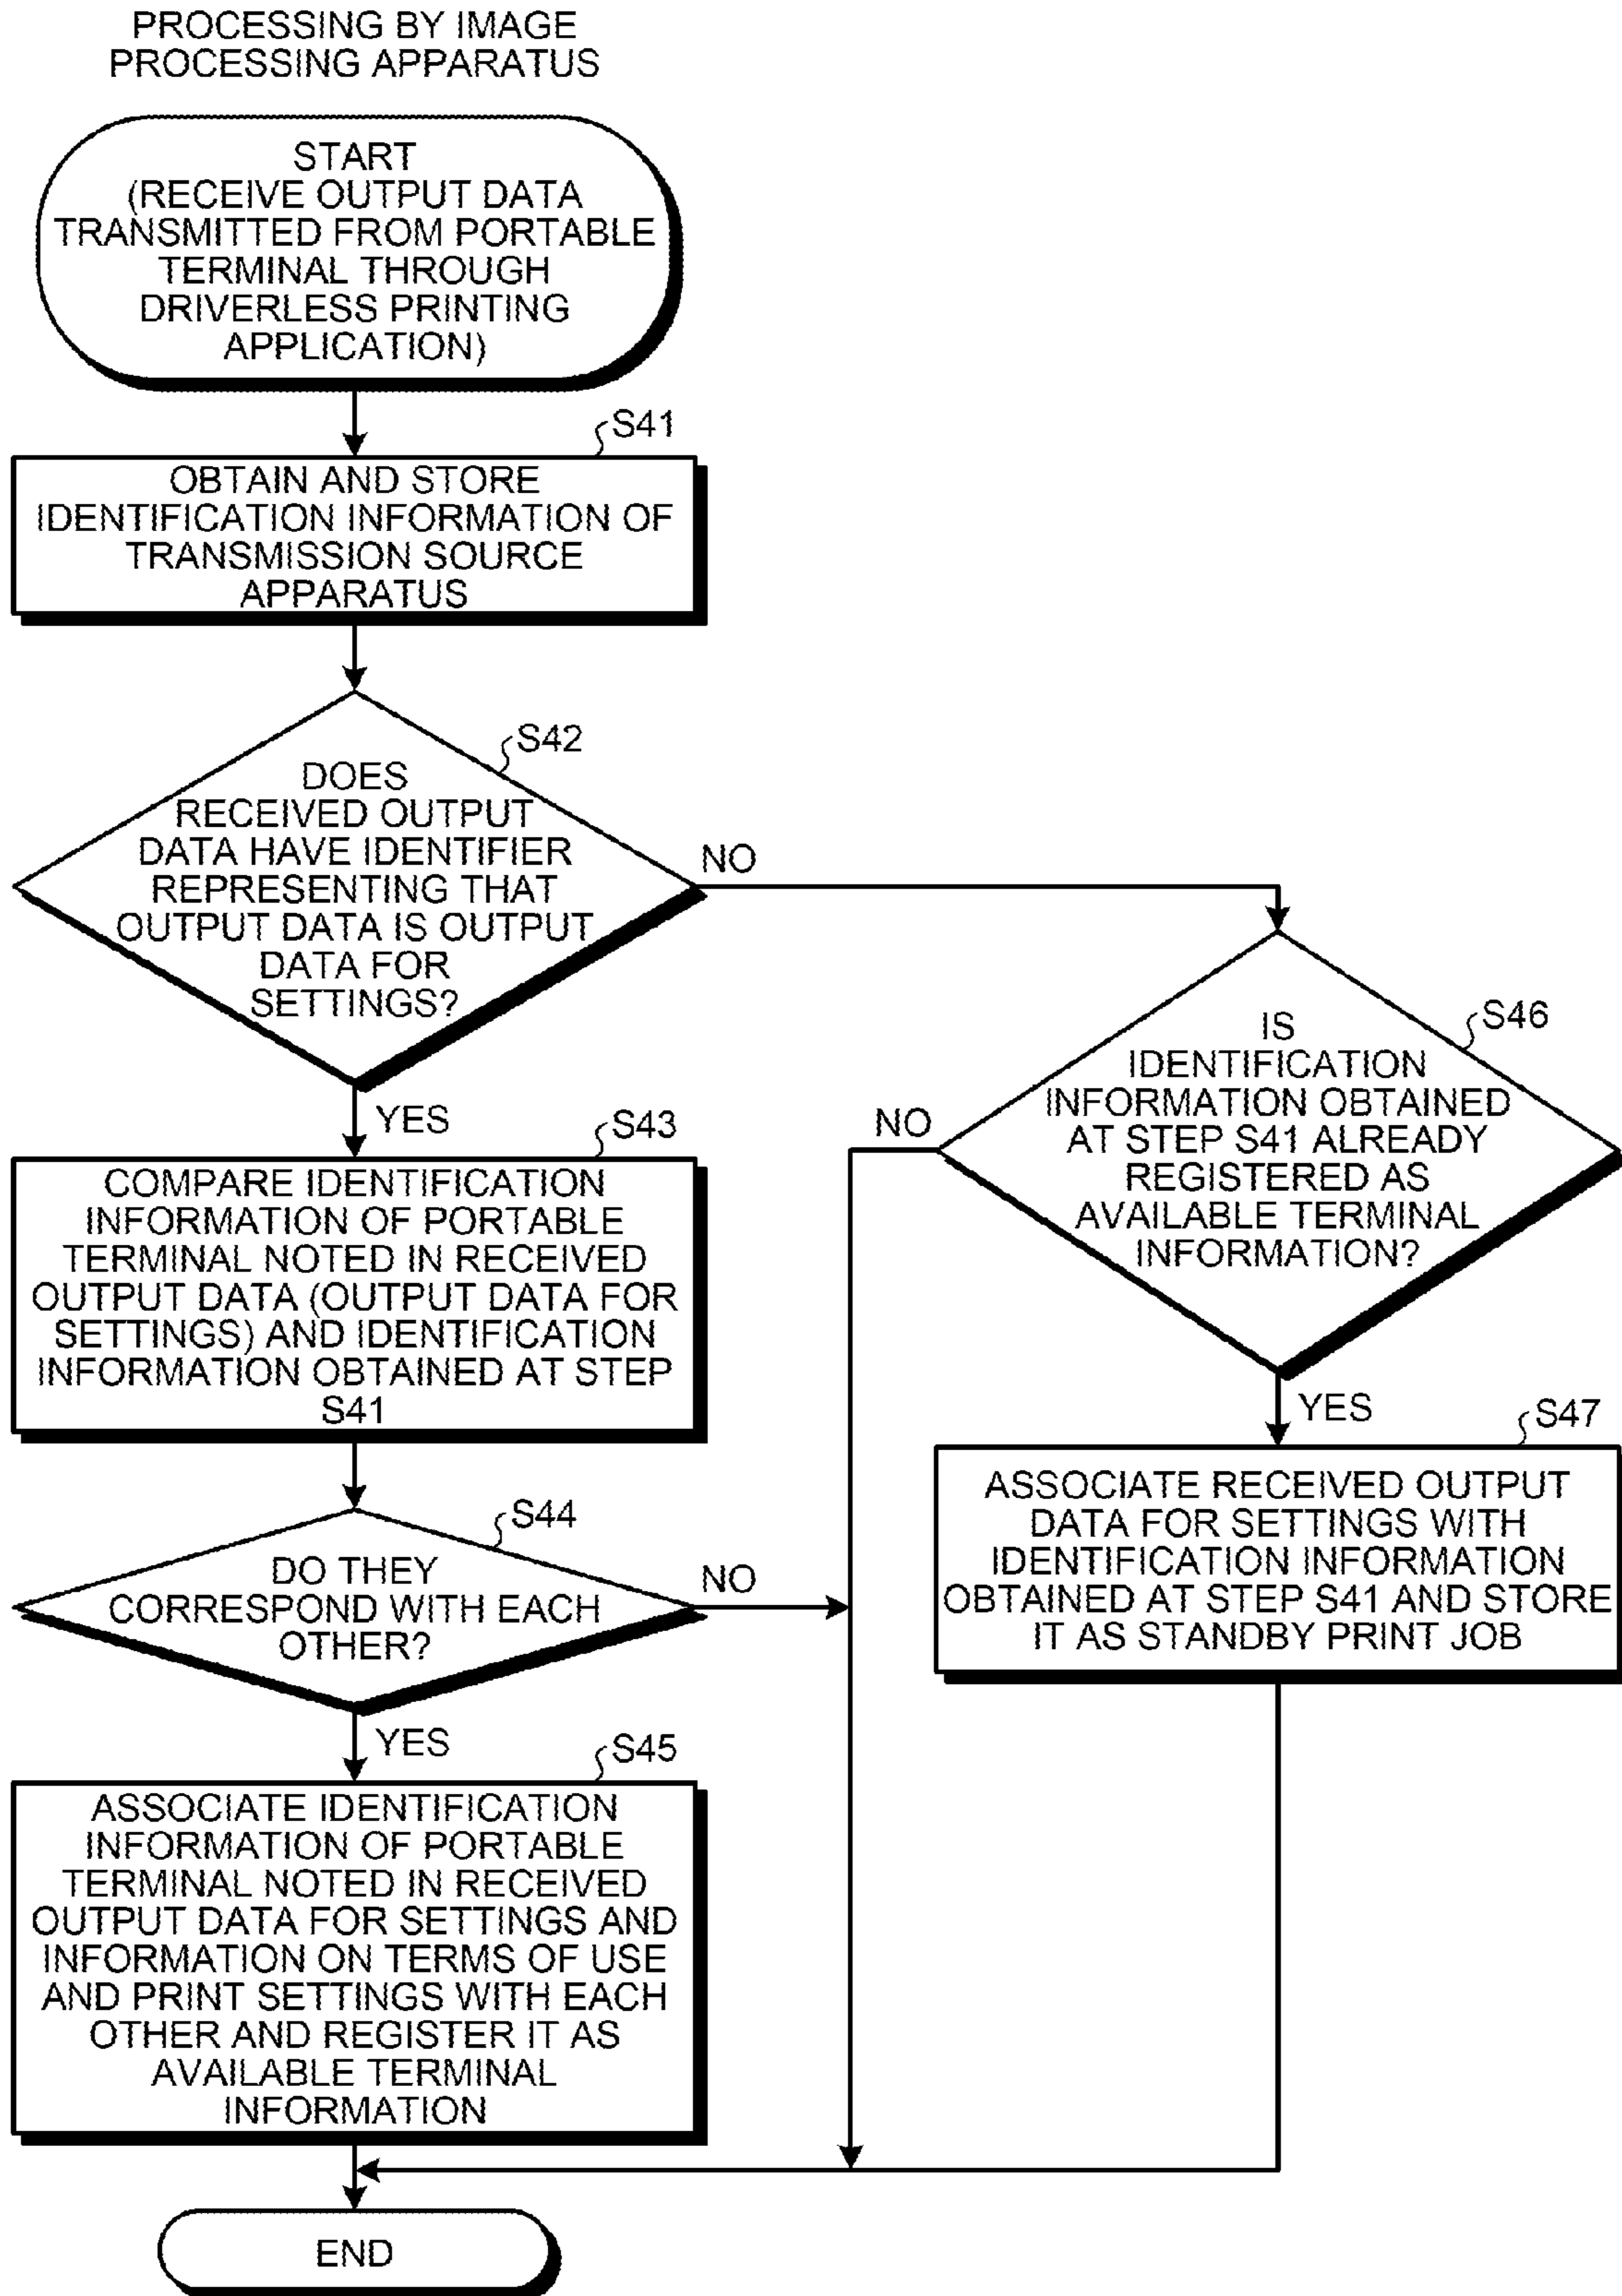 PROCESSING BY IMAGE
PROCESSING APPARATUS
START
(RECEIVE OUTPUT DATA
TRANSMITTED FROM PORTABLE
TERMINAL THROUGH
DRIVERLESS PRINTING
APPLICATION)
S41
OBTAIN AND STORE
IDENTIFICATION INFORMATION OF
TRANSMISSION SOURCE
APPARATUS
S42
DOES
RECEIVED OUTPUT
DATA HAVE IDENTIFIER
REPRESENTING THAT
OUTPUT DATA IS OUTPUT
DATA FOR
SETTINGS?
NO
YES
S43
COMPARE IDENTIFICATION
INFORMATION OF PORTABLE
TERMINAL NOTED IN RECEIVED
OUTPUT DATA (OUTPUT DATA FOR
SETTINGS) AND IDENTIFICATION
INFORMATION OBTAINED AT STEP
S41
S44
DO THEY
CORRESPOND WITH EACH
OTHER?
NO
YES
S45
ASSOCIATE IDENTIFICATION
INFORMATION OF PORTABLE
TERMINAL NOTED IN RECEIVED
OUTPUT DATA FOR SETTINGS AND
INFORMATION ON TERMS OF USE
AND PRINT SETTINGS WITH EACH
OTHER AND REGISTER IT AS
AVAILABLE TERMINAL
INFORMATION
S46
IS
IDENTIFICATION
INFORMATION OBTAINED
AT STEP S41 ALREADY
REGISTERED AS
AVAILABLE TERMINAL
INFORMATION?
NO
YES
S47
ASSOCIATE RECEIVED OUTPUT
DATA FOR SETTINGS WITH
IDENTIFICATION INFORMATION
OBTAINED AT STEP S41 AND STORE
IT AS STANDBY PRINT JOB
END